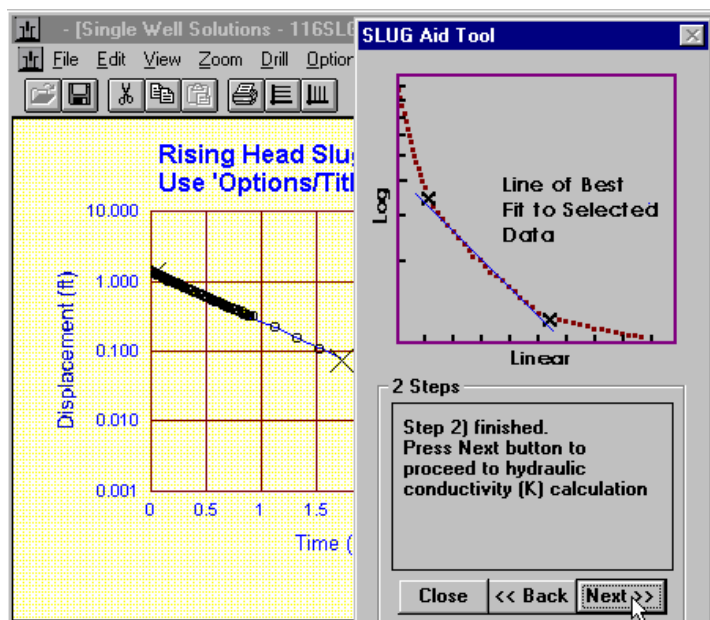 - [Single Well Solutions - 116SLG
File Edit View Zoom Drill Option
Rising Head Slug
Use 'Options/Titl
10.000
1.000
0.100
0.010
0.001
Displacement (ft)
0 0.5 1 1.5
Time (
SLUG Aid Tool
Log
Line of Best
Fit to Selected
Data
Linear
2 Steps
Step 2) finished.
Press Next button to
proceed to hydraulic
conductivity (K) calculation
Close << Back Next >>